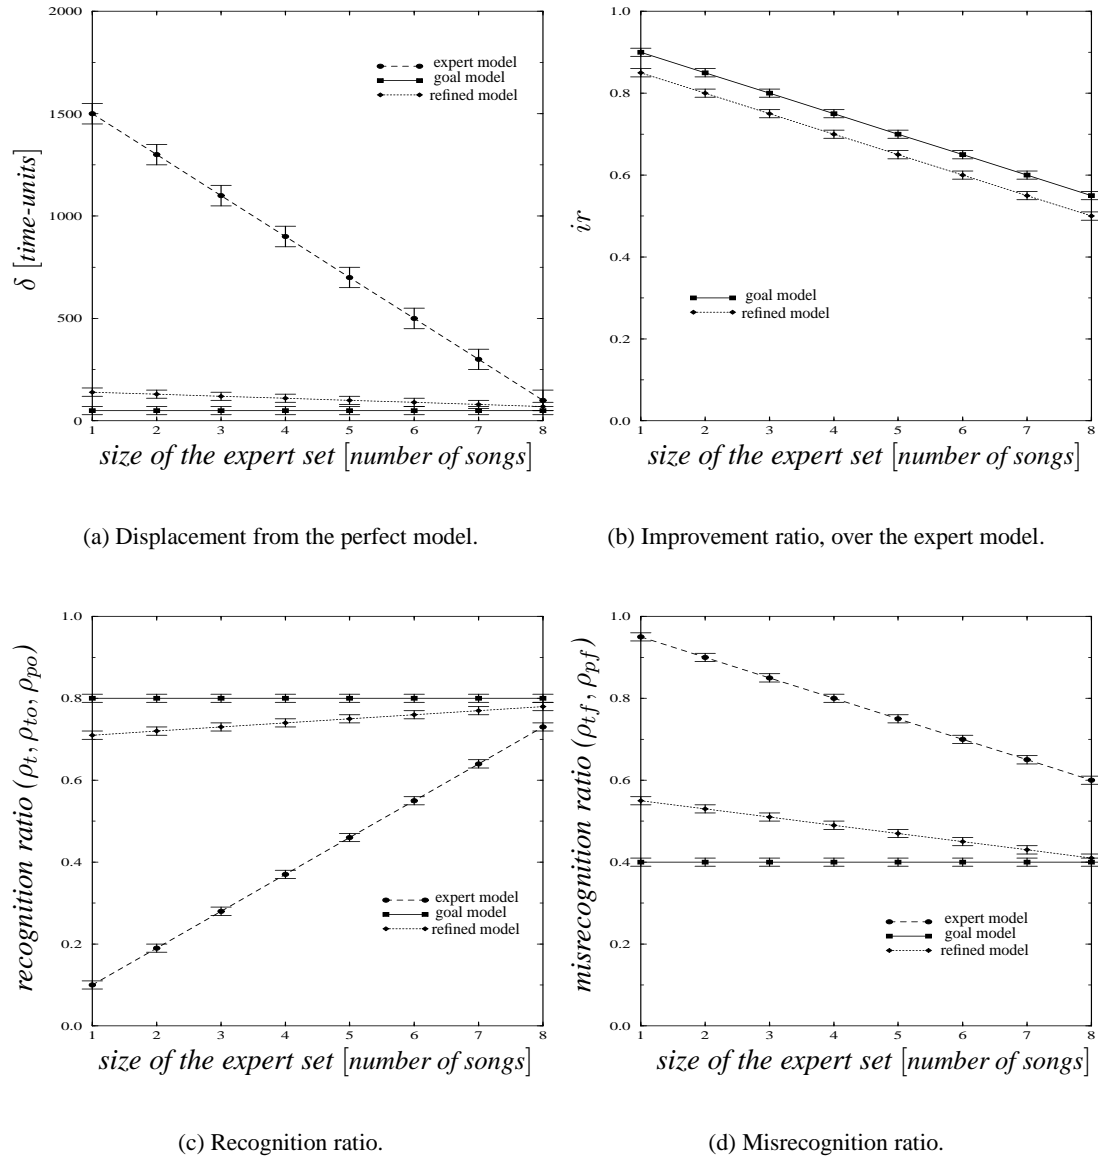 2000
1500
1000
500
0
1 2 3 4 5 6 7 8
δ [time-units]
size of the expert set [number of songs]
expert model
goal model
refined model
(a) Displacement from the perfect model.
1.0
0.8
0.6
0.4
0.2
0.0
1 2 3 4 5 6 7 8
ir
size of the expert set [number of songs]
goal model
refined model
(b) Improvement ratio, over the expert model.
1.0
0.8
0.6
0.4
0.2
0.0
1 2 3 4 5 6 7 8
recognition ratio (ρt, ρto, ρpo)
size of the expert set [number of songs]
expert model
goal model
refined model
(c) Recognition ratio.
1.0
0.8
0.6
0.4
0.2
0.0
1 2 3 4 5 6 7 8
misrecognition ratio (ρtf, ρpf)
size of the expert set [number of songs]
expert model
goal model
refined model
(d) Misrecognition ratio.